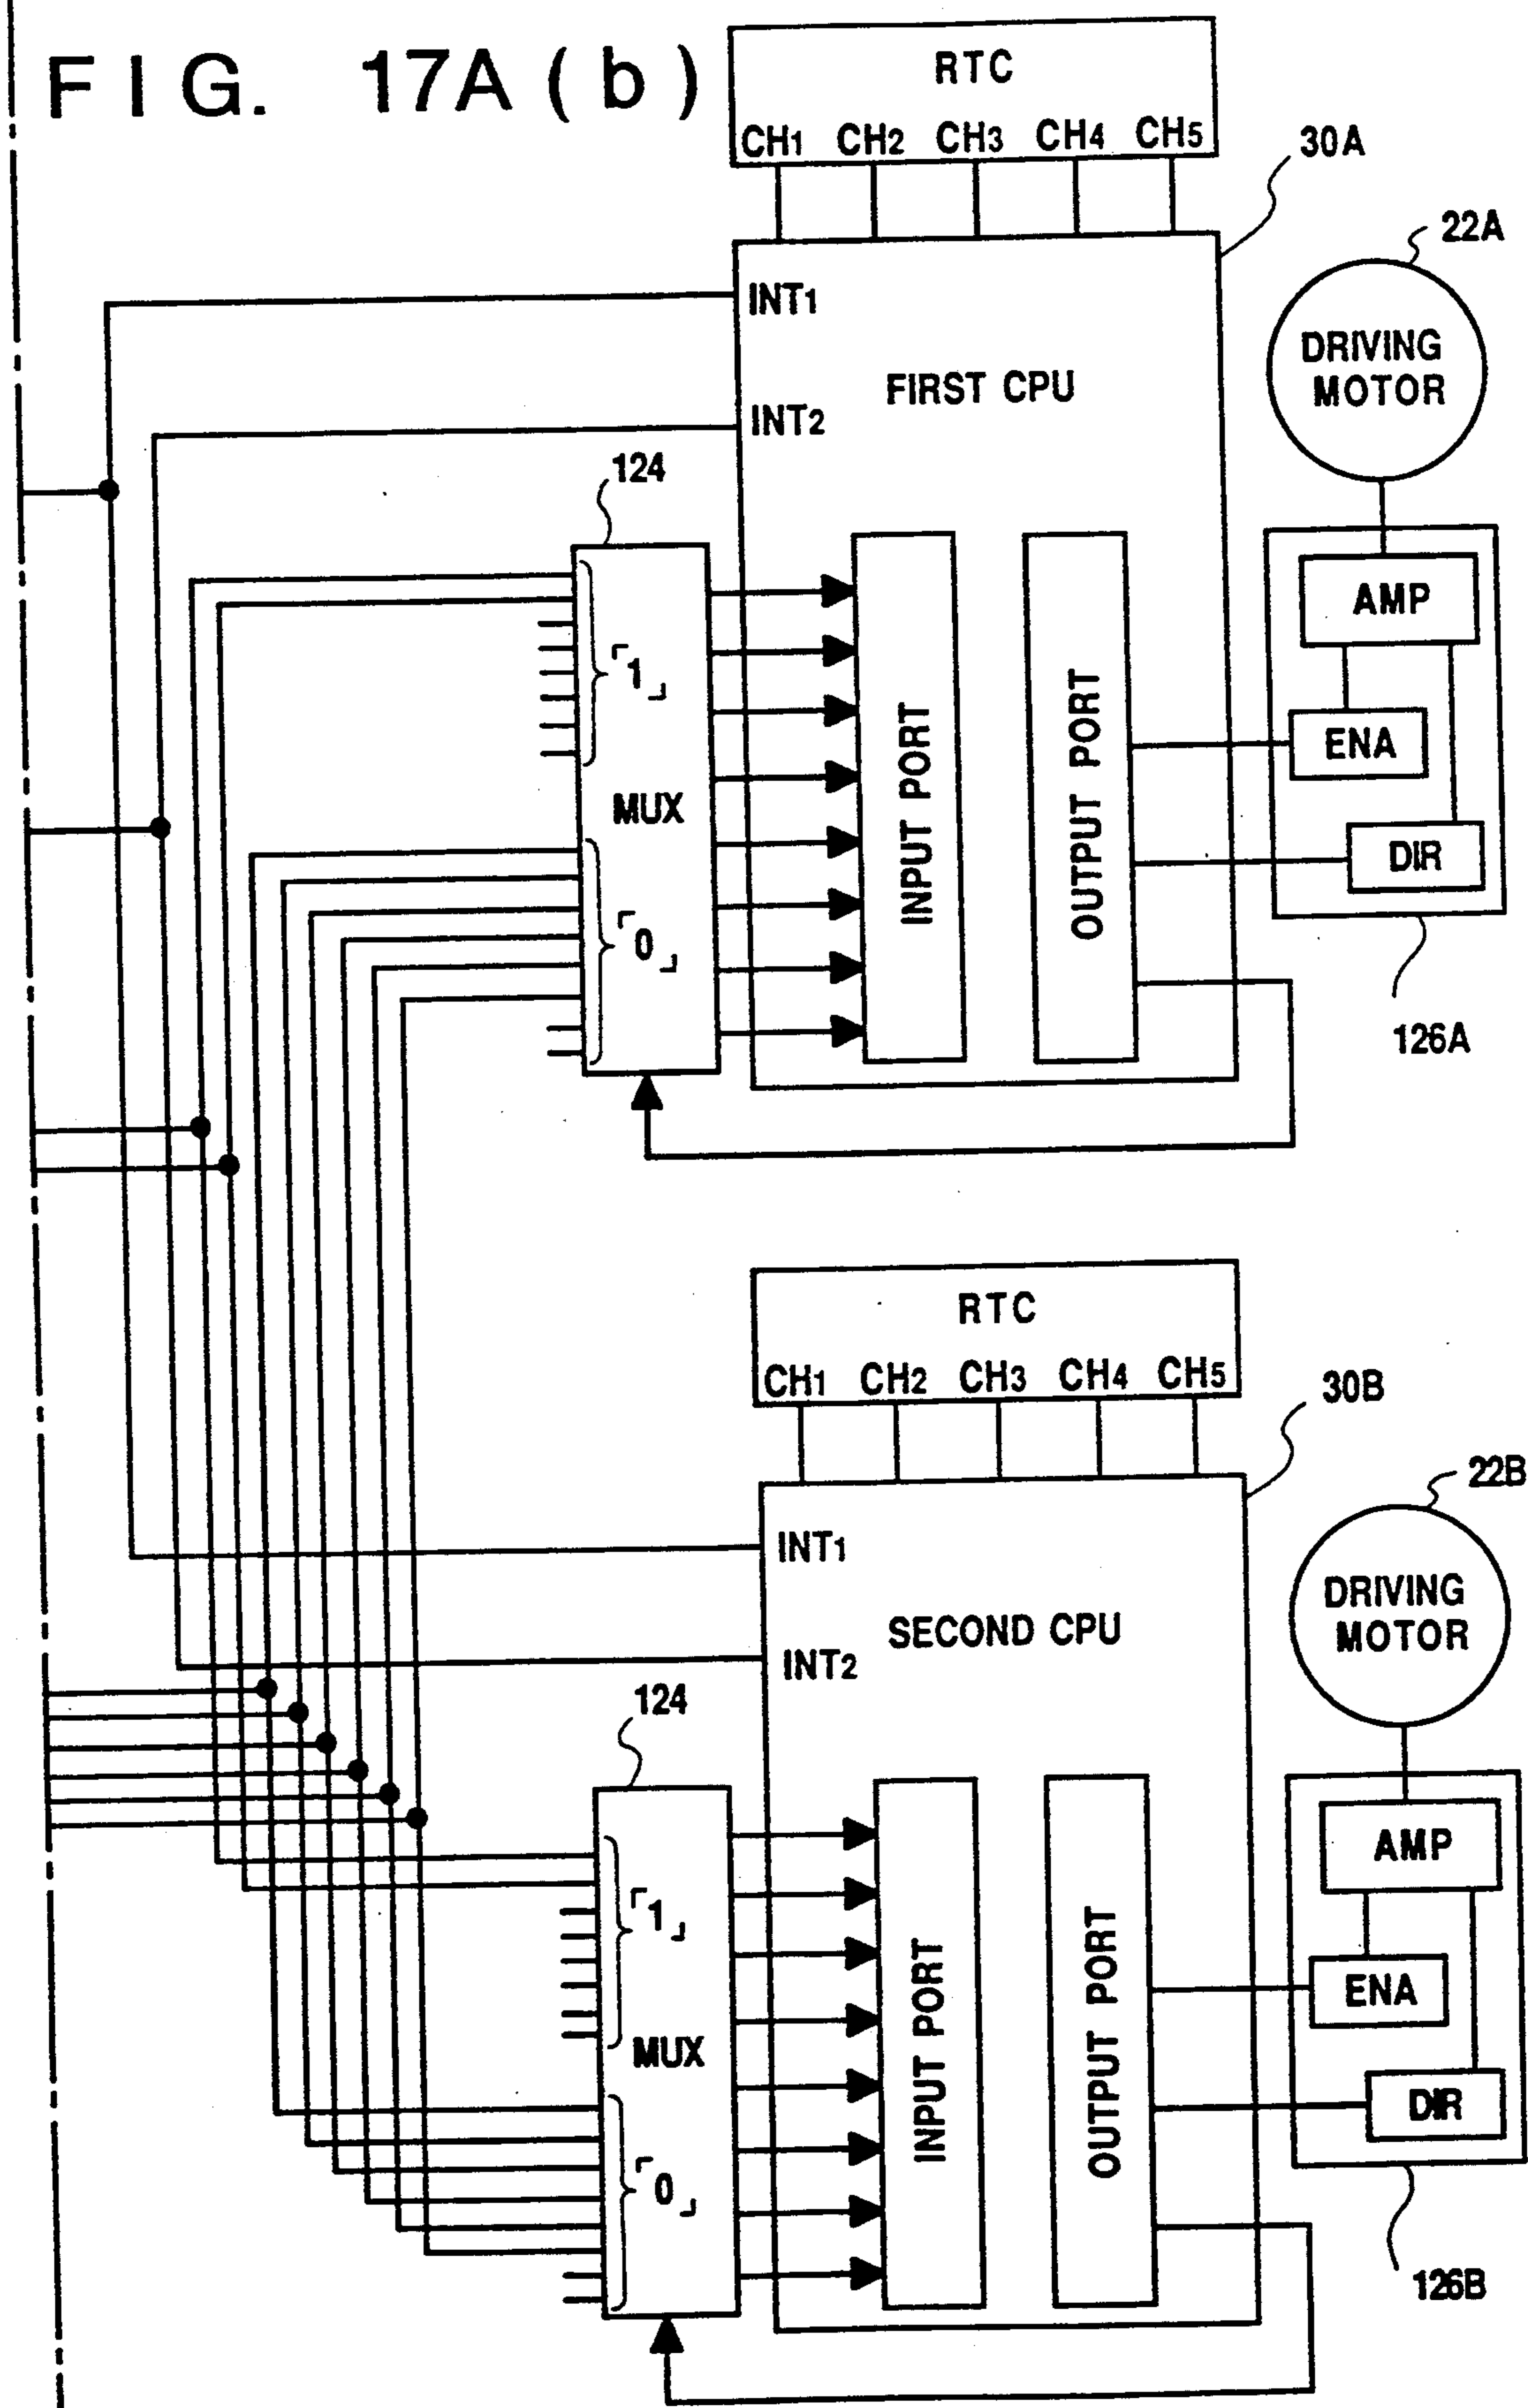 FIG. 17A(b)
RTC
CH1 CH2 CH3 CH4 CH5
30A
22A
INT1
DRIVING
MOTOR
FIRST CPU
INT2
124
AMP
「1」
INPUT PORT
OUTPUT PORT
ENA
MUX
DIR
「0」
126A
RTC
CH1 CH2 CH3 CH4 CH5
30B
22B
INT1
DRIVING
MOTOR
SECOND CPU
INT2
124
AMP
「1」
INPUT PORT
OUTPUT PORT
ENA
MUX
DIR
「0」
126B